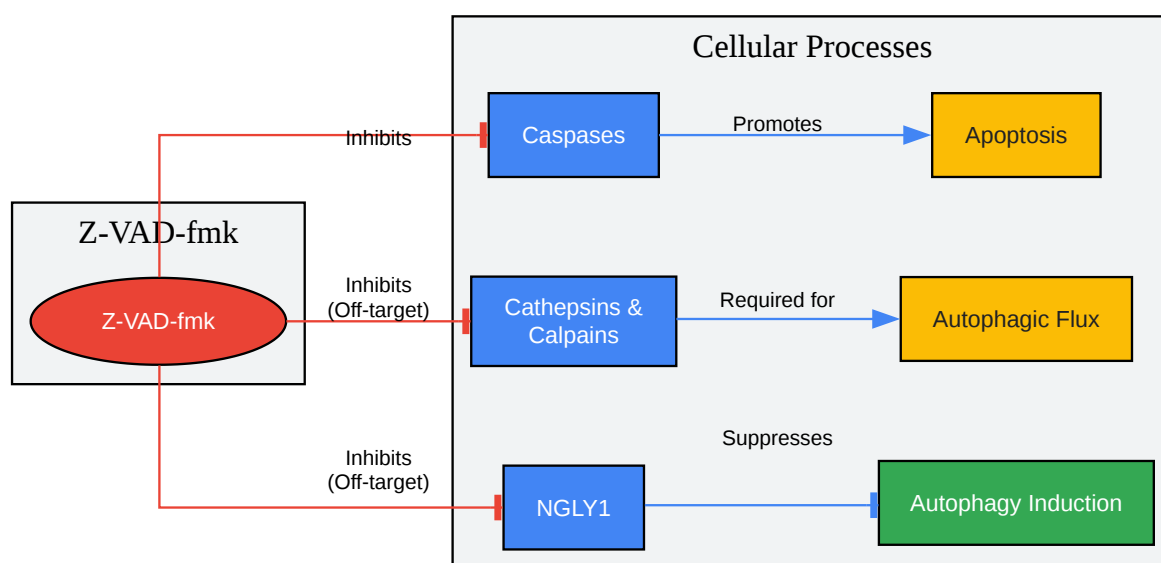 Cellular Processes
Inhibits
Caspases
Promotes
Apoptosis
Z-VAD-fmk
Z-VAD-fmk
Inhibits
(Off-target)
Cathepsins &
Calpains
Required for
Autophagic Flux
Inhibits
(Off-target)
NGLY1
Suppresses
Autophagy Induction